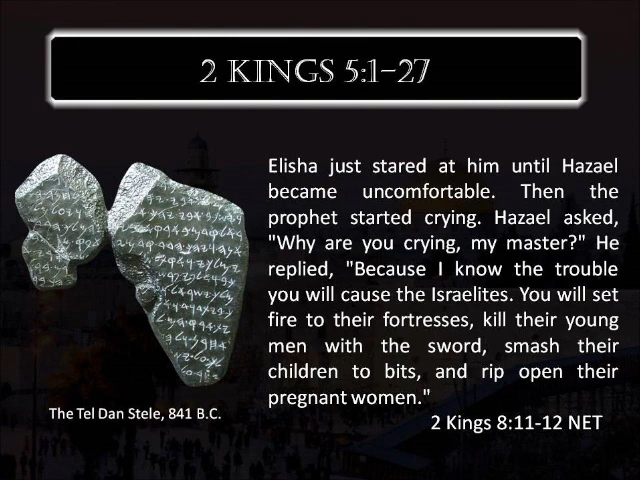 2 KINGS 5:1-27
Elisha just stared at him until Hazael
became uncomfortable. Then the
prophet started crying. Hazael asked,
"Why are you crying, my master?" He
replied, "Because I know the trouble
you will cause the Israelites. You will set
fire to their fortresses, kill their young
men with the sword, smash their
children to bits, and rip open their
pregnant women."
2 Kings 8:11-12 NET
The Tel Dan Stele, 841 B.C.